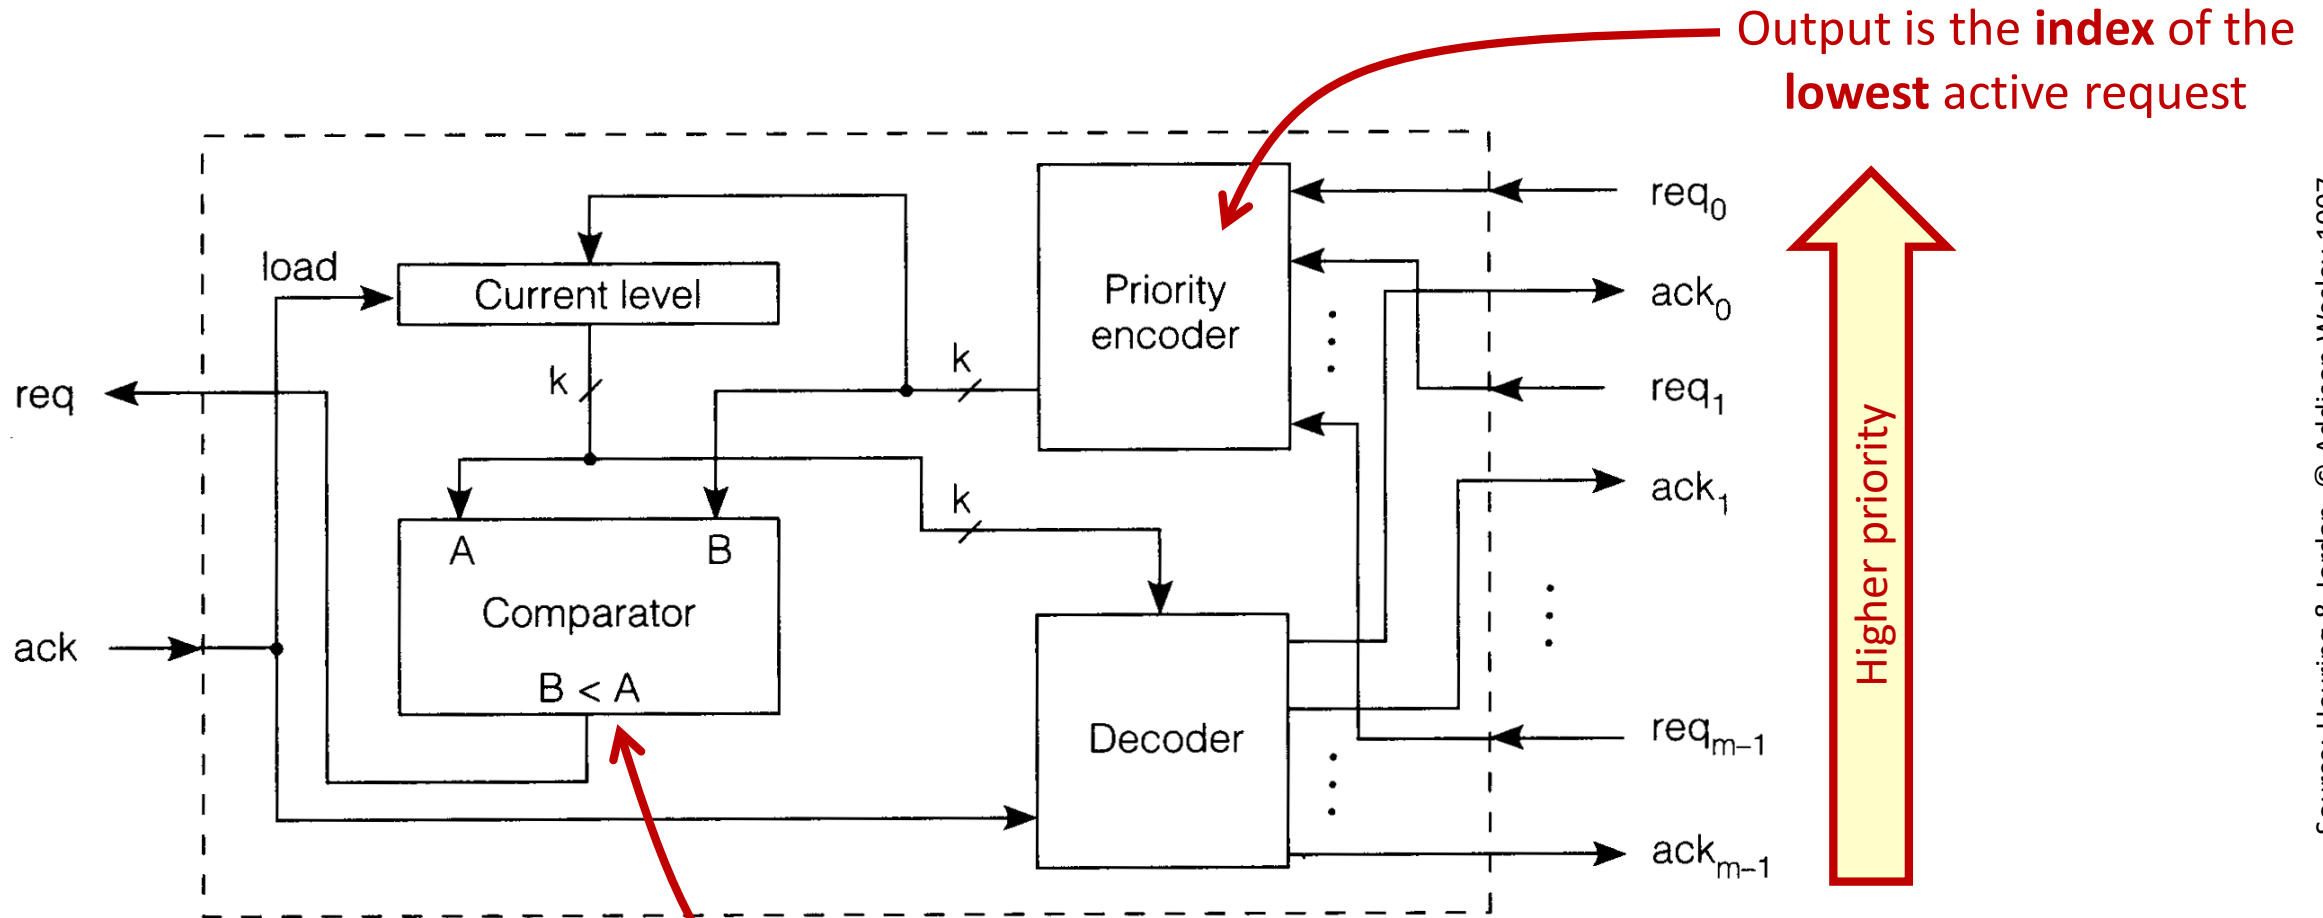 Output is the index of the
lowest active request
req0
load
Current level
Priority
encoder
ack0
k
k
req
req1
Higher priority
ack1
k
A
B
Comparator
ack
B < A
Decoder
reqm−1
ackm−1